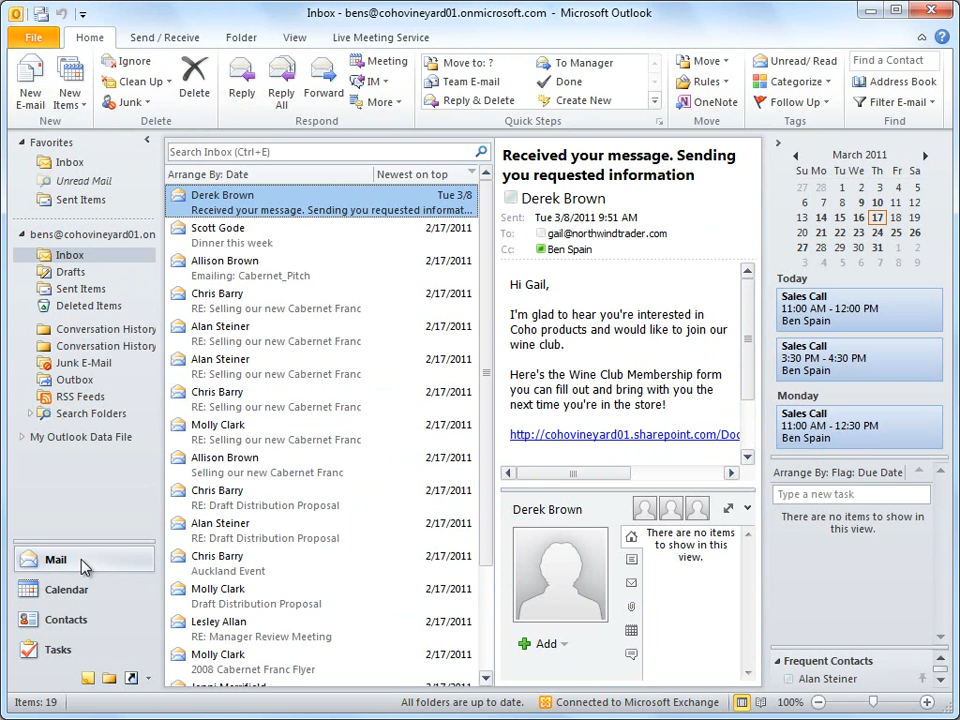 Inbox - bens@cohovineyard01.onmicrosoft.com - Microsoft Outlook
File Home Send / Receive Folder View Live Meeting Service
New E-mail
New Items
New
Ignore
Clean Up
Junk
Delete
Delete
Reply
Reply All
Forward
Meeting
IM
More
Respond
Move to: ?
Team E-mail
Reply & Delete
To Manager
Done
Create New
Quick Steps
Move
Rules
OneNote
Move
Unread/ Read
Categorize
Follow Up
Tags
Find a Contact
Address Book
Filter E-mail
Find
Favorites
Inbox
Unread Mail
Sent Items
bens@cohovineyard01.on
Inbox
Drafts
Sent Items
Deleted Items
Conversation History
Conversation History
Junk E-Mail
Outbox
RSS Feeds
Search Folders
My Outlook Data File
Mail
Calendar
Contacts
Tasks
Search Inbox (Ctrl+E)
Arrange By: Date Newest on top
Derek Brown Tue 3/8
Received your message. Sending you requested informat...
Scott Gode 2/17/2011
Dinner this week
Allison Brown 2/17/2011
Emailing: Cabernet_Pitch
Chris Barry 2/17/2011
RE: Selling our new Cabernet Franc
Alan Steiner 2/17/2011
RE: Selling our new Cabernet Franc
Alan Steiner 2/17/2011
RE: Selling our new Cabernet Franc
Chris Barry 2/17/2011
RE: Selling our new Cabernet Franc
Molly Clark 2/17/2011
RE: Selling our new Cabernet Franc
Allison Brown 2/17/2011
Selling our new Cabernet Franc
Chris Barry 2/17/2011
RE: Draft Distribution Proposal
Alan Steiner 2/17/2011
RE: Draft Distribution Proposal
Chris Barry 2/17/2011
Auckland Event
Molly Clark 2/17/2011
Draft Distribution Proposal
Lesley Allan 2/17/2011
RE: Manager Review Meeting
Molly Clark 2/17/2011
2008 Cabernet Franc Flyer
2/17/2011
Received your message. Sending
you requested information
Derek Brown
Sent: Tue 3/8/2011 9:51 AM
To: gail@northwindtrader.com
Cc: Ben Spain
Hi Gail,
I'm glad to hear you're interested in
Coho products and would like to join our
wine club.
Here's the Wine Club Membership form
you can fill out and bring with you the
next time you're in the store!
http://cohovineyard01.sharepoint.com/Doc
Derek Brown
There are no items
to show in this
view.
Add
March 2011
Su Mo Tu We Th Fr Sa
27 28 1 2 3 4 5
6 7 8 9 10 11 12
13 14 15 16 17 18 19
20 21 22 23 24 25 26
27 28 29 30 31 1 2
3 4 5 6 7 8 9
Today
Sales Call
11:00 AM - 12:00 PM
Ben Spain
Sales Call
3:30 PM - 4:30 PM
Ben Spain
Monday
Sales Call
11:00 AM - 12:30 PM
Ben Spain
Arrange By: Flag: Due Date
Type a new task
There are no items to show in
this view.
Frequent Contacts
Alan Steiner
Items: 19 All folders are up to date. Connected to Microsoft Exchange 100%